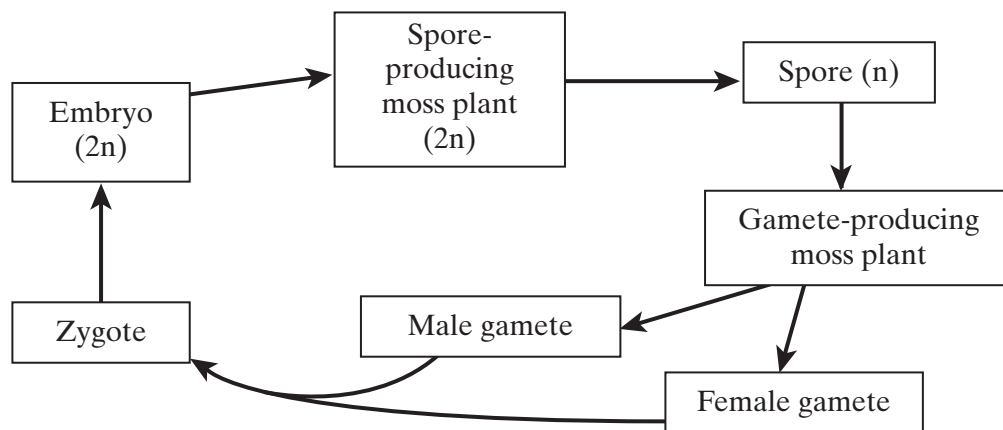 Spore-
producing
moss plant
(2n)
Spore (n)
Embryo
(2n)
Gamete-producing
moss plant
Zygote
Male gamete
Female gamete